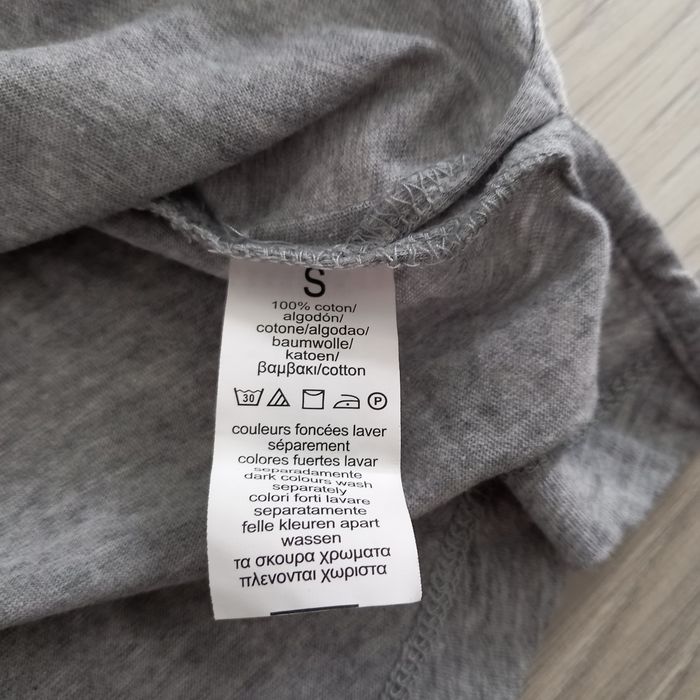 S
100% coton/
algodón/
cotone/algodao/
baumwolle/
katoen/
βαμβακι/cotton
30 P
couleurs foncées laver
séparement
colores fuertes lavar
separadamente
dark colours wash
separately
colori forti lavare
separatamente
felle kleuren apart
wassen
τα σκουρα χρωματα
πλενονται χωριστα